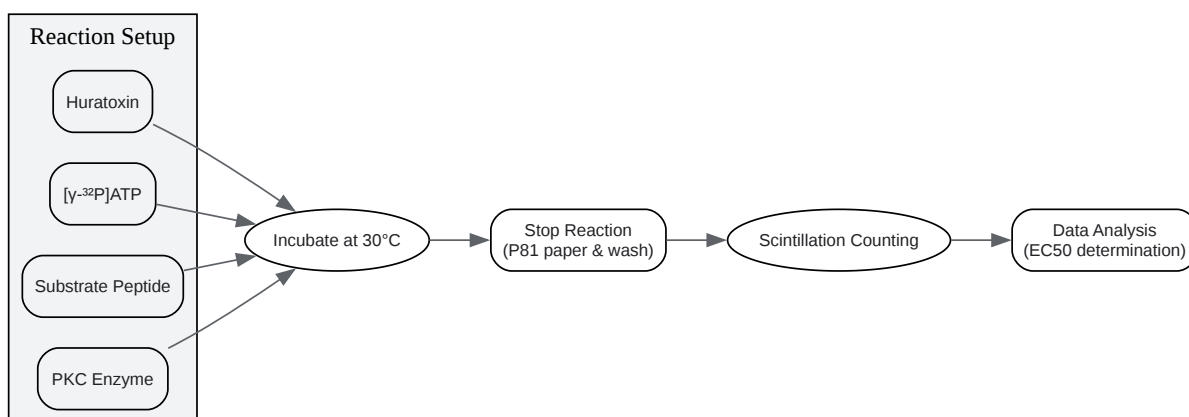 Reaction Setup
Huratoxin
[γ-³²P]ATP
Substrate Peptide
PKC Enzyme
Incubate at 30°C
Stop Reaction
(P81 paper & wash)
Scintillation Counting
Data Analysis
(EC50 determination)